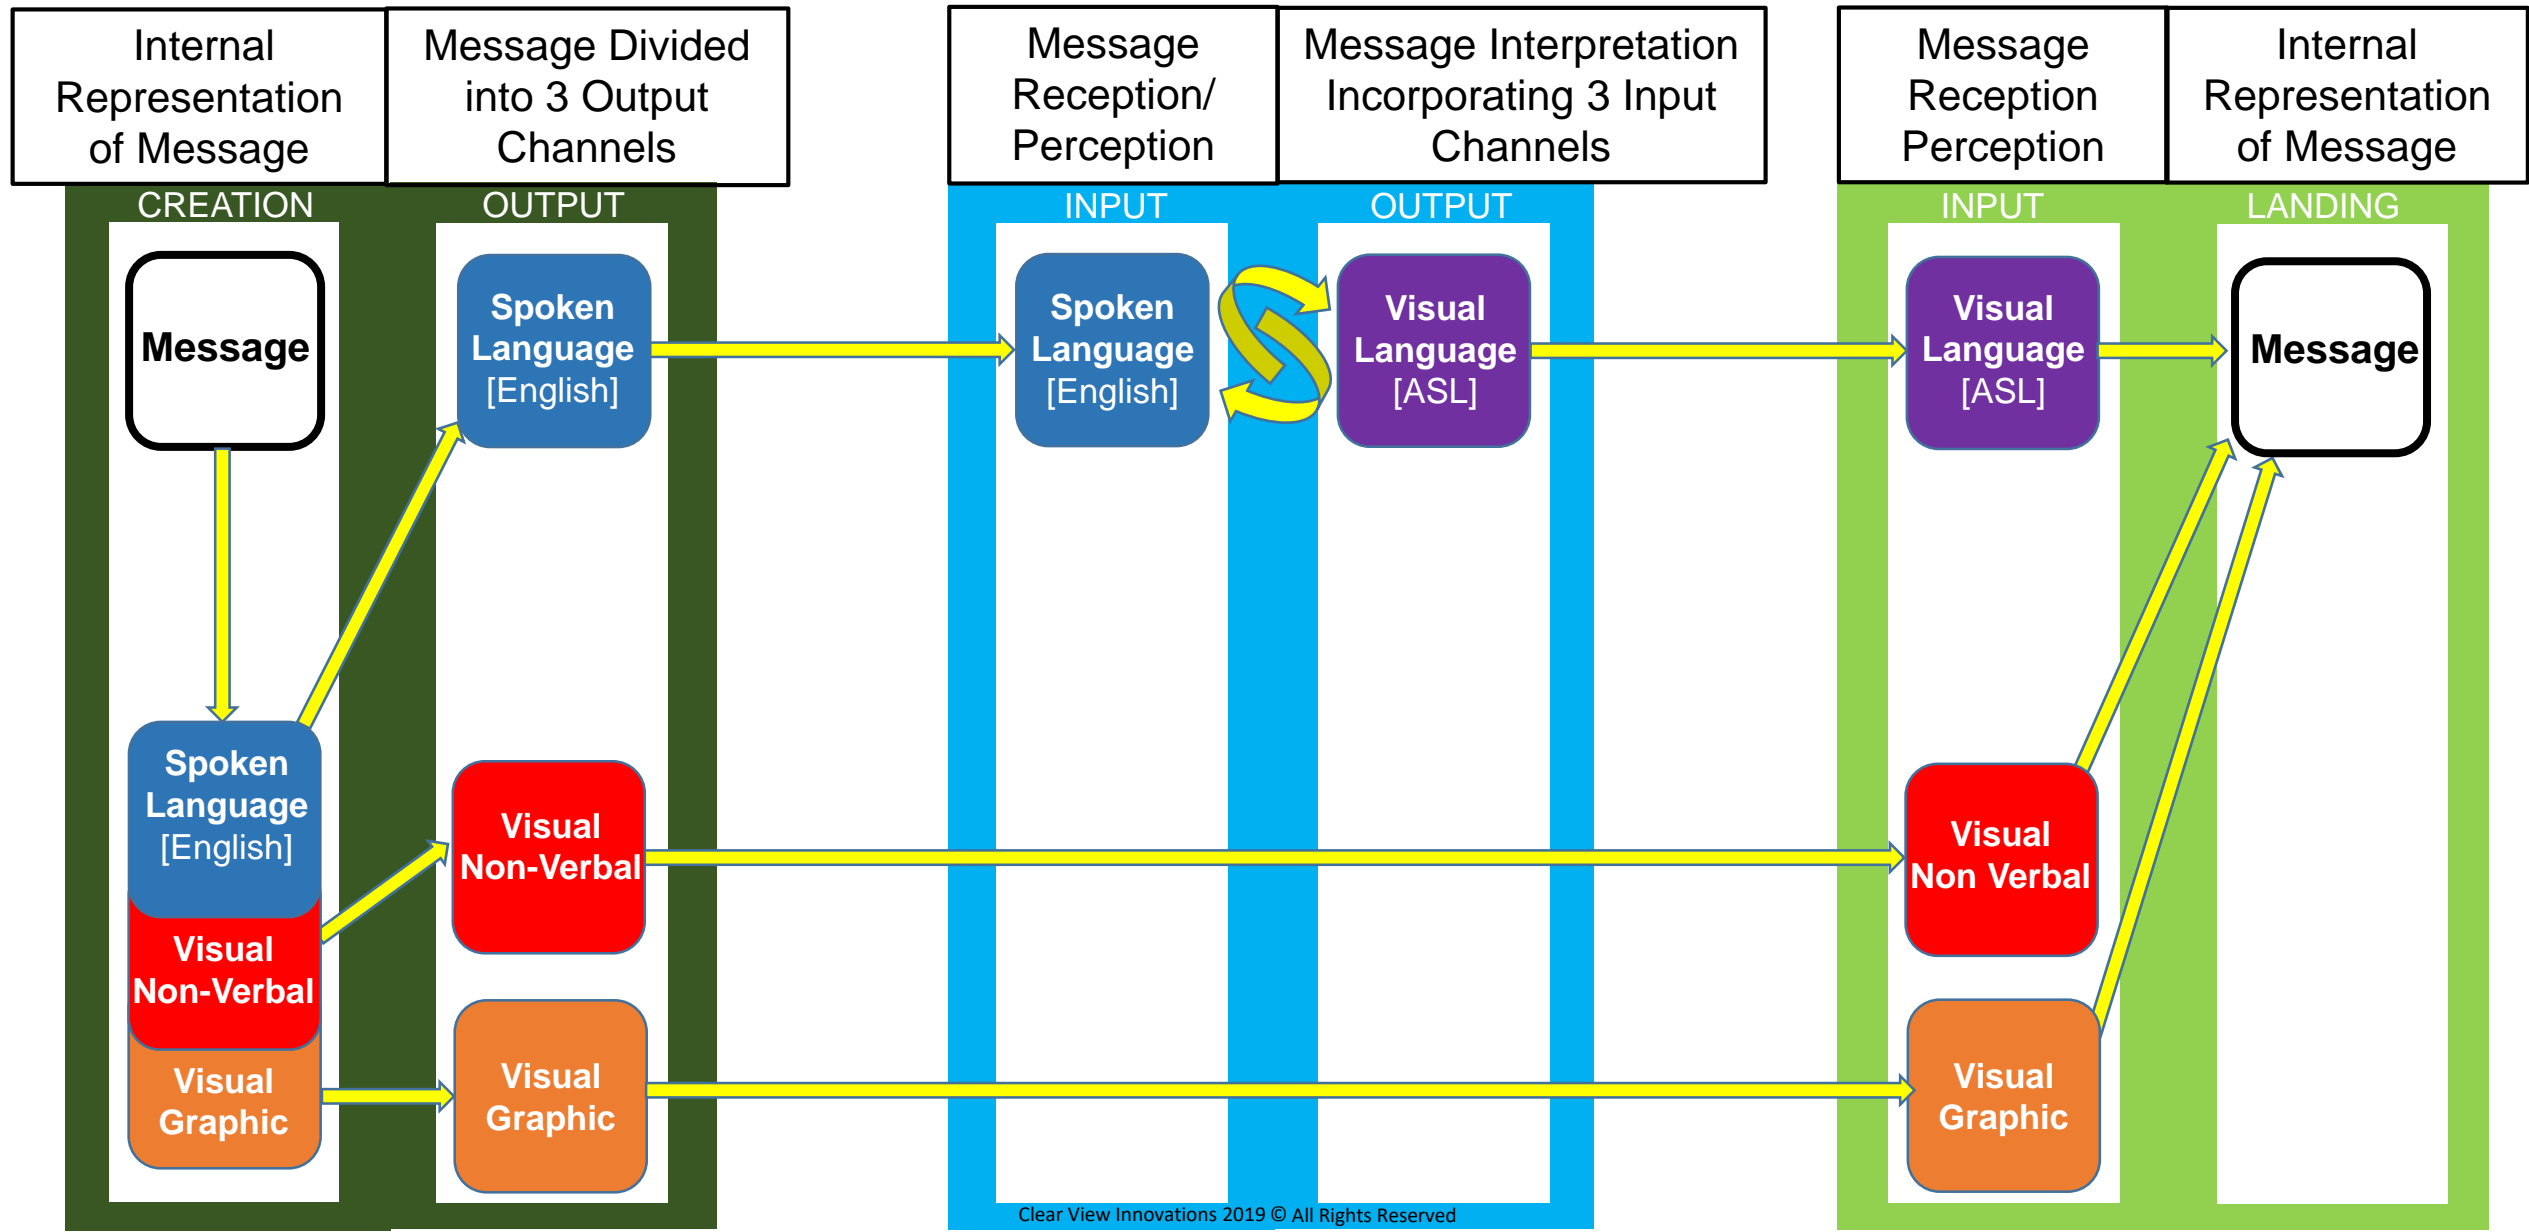 Internal
Representation
of Message
Message Divided
into 3 Output
Channels
Message
Reception/
Perception
Message Interpretation
Incorporating 3 Input
Channels
Message
Reception
Perception
Internal
Representation
of Message
CREATION
OUTPUT
INPUT
OUTPUT
INPUT
LANDING
Message
Spoken
Language
[English]
Spoken
Language
[English]
Visual
Language
[ASL]
Visual
Language
[ASL]
Message
Spoken
Language
[English]
Visual
Non-Verbal
Visual
Graphic
Visual
Non-Verbal
Visual
Graphic
Visual
Non Verbal
Visual
Graphic
Clear View Innovations 2019 © All Rights Reserved